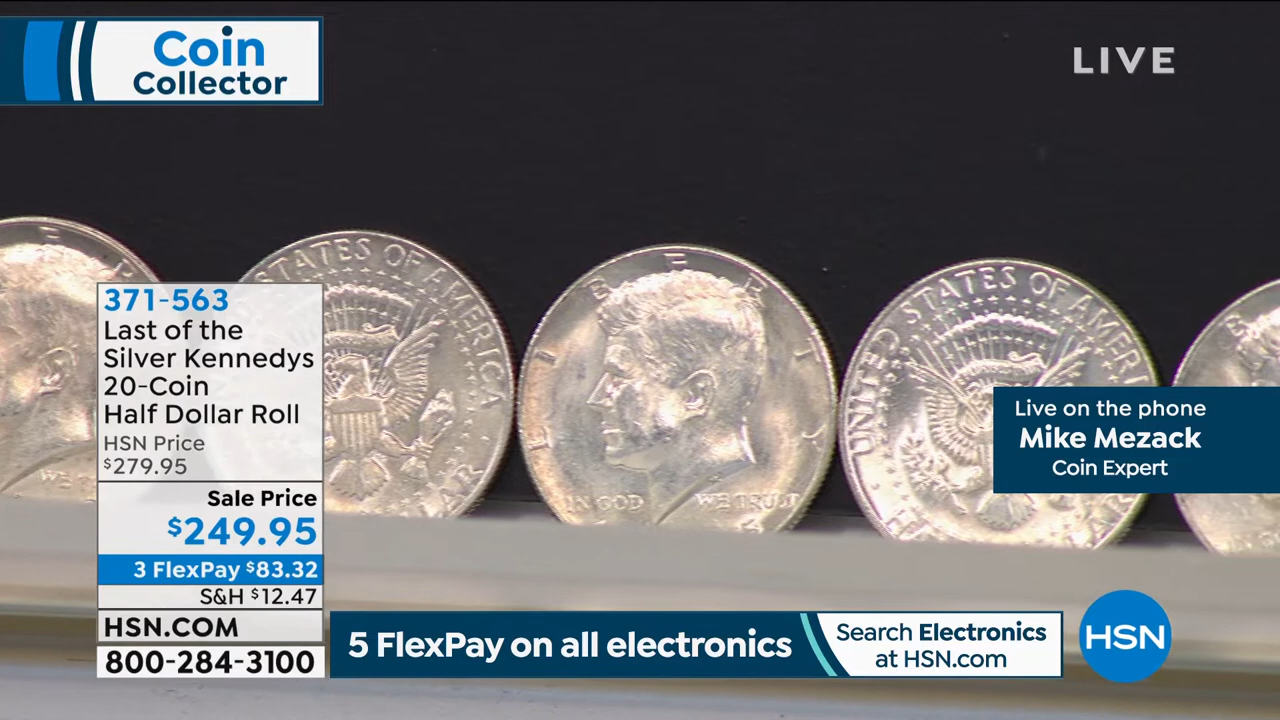 Coin
Collector
LIVE
371-563
Last of the
Silver Kennedys
20-Coin
Half Dollar Roll
HSN Price
$279.95
Sale Price
$249.95
3 FlexPay $83.32
S&H $12.47
HSN.COM
800-284-3100
STATES OF AMERICA
IN GOD WE TRUST
UNITED STATES OF AMERI
Live on the phone
Mike Mezack
Coin Expert
5 FlexPay on all electronics
Search Electronics
at HSN.com
HSN